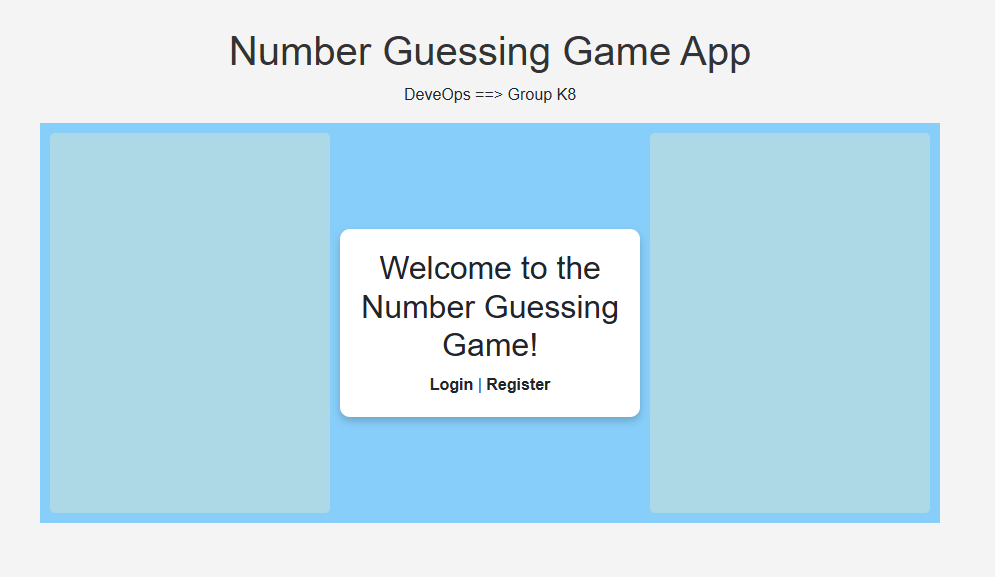 Number Guessing Game App
DeveOps ==> Group K8
Welcome to the
Number Guessing
Game!
Login | Register